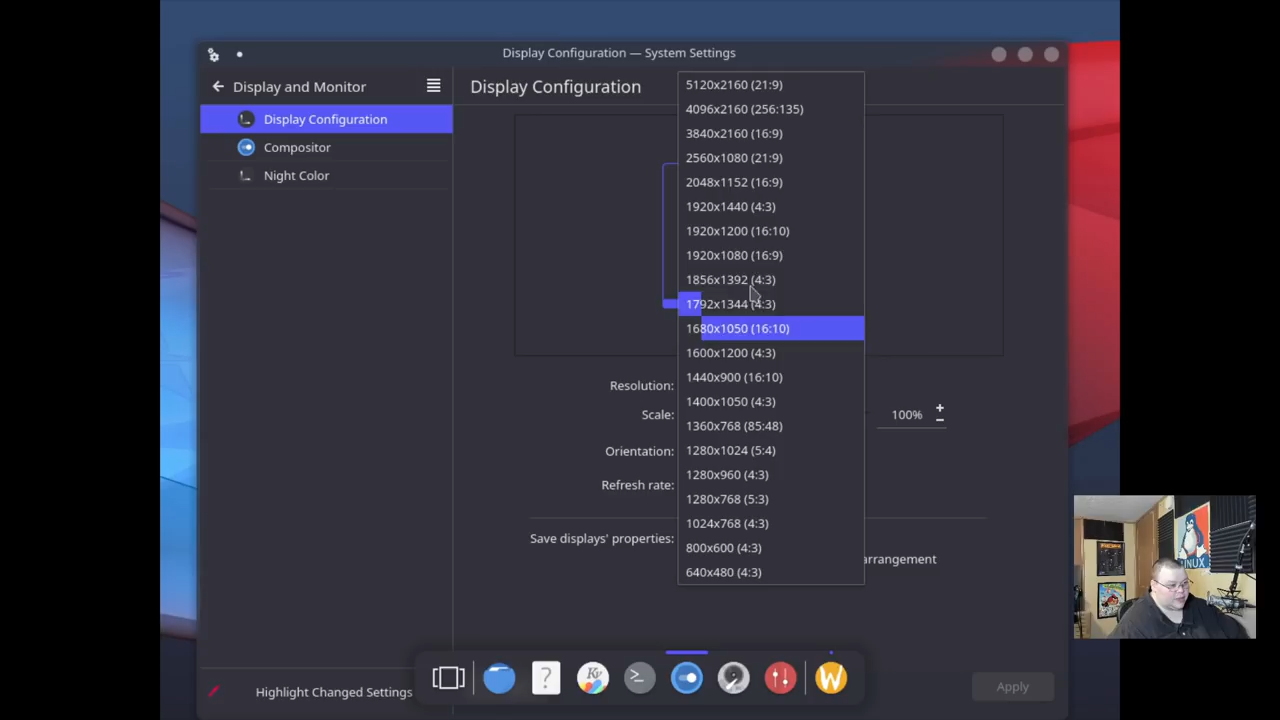 Display Configuration — System Settings
Display and Monitor
Display Configuration
Compositor
Night Color
Highlight Changed Settings
Display Configuration
5120x2160 (21:9)
4096x2160 (256:135)
3840x2160 (16:9)
2560x1080 (21:9)
2048x1152 (16:9)
1920x1440 (4:3)
1920x1200 (16:10)
1920x1080 (16:9)
1856x1392 (4:3)
1792x1344 (4:3)
1680x1050 (16:10)
1600x1200 (4:3)
1440x900 (16:10)
1400x1050 (4:3)
1360x768 (85:48)
1280x1024 (5:4)
1280x960 (4:3)
1280x768 (5:3)
1024x768 (4:3)
800x600 (4:3)
640x480 (4:3)
Resolution:
Scale:
100%
Orientation:
Refresh rate:
Save displays' properties:
arrangement
Apply
LINUX